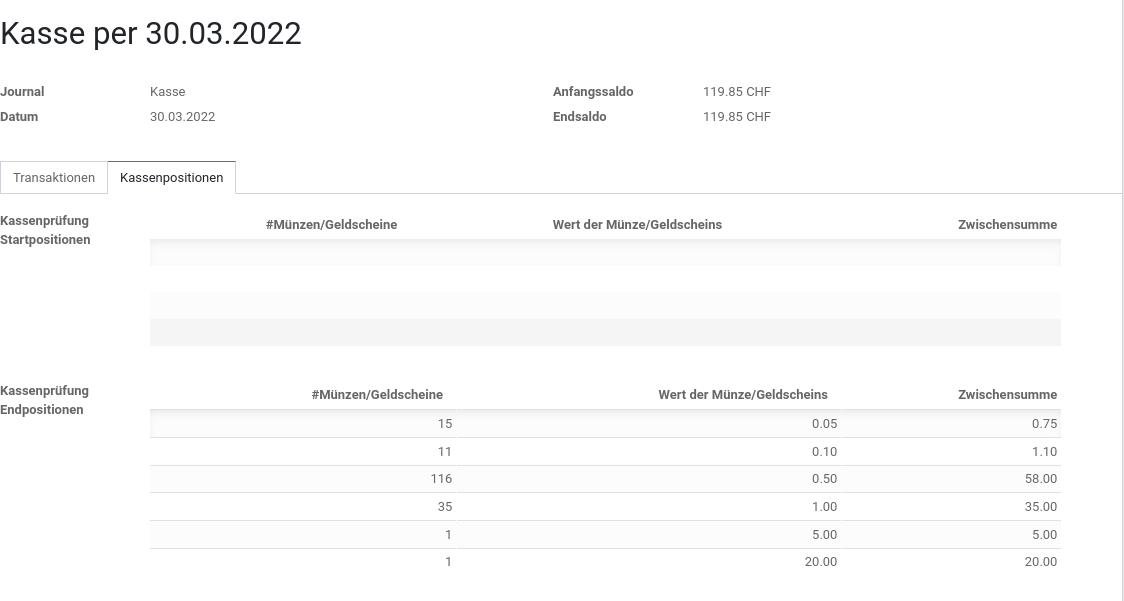 Kasse per 30.03.2022
Journal Kasse Anfangssaldo 119.85 CHF
Datum 30.03.2022 Endsaldo 119.85 CHF
Transaktionen Kassenpositionen
Kassenprüfung
Startpositionen
#Münzen/Geldscheine Wert der Münze/Geldscheins Zwischensumme
Kassenprüfung
Endpositionen
#Münzen/Geldscheine Wert der Münze/Geldscheins Zwischensumme
15 0.05 0.75
11 0.10 1.10
116 0.50 58.00
35 1.00 35.00
1 5.00 5.00
1 20.00 20.00